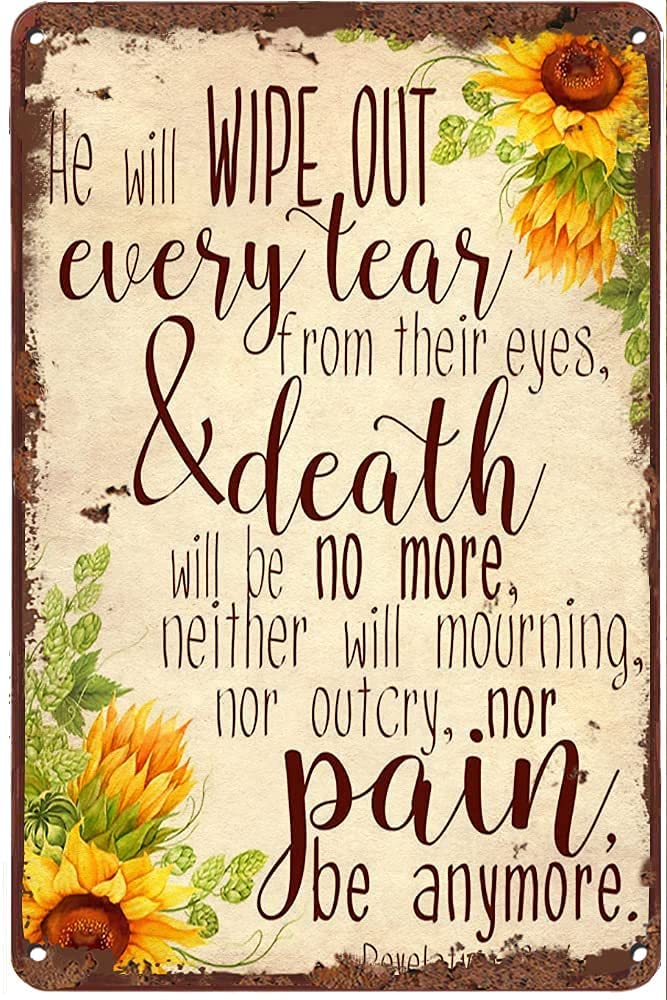 He will WIPE OUT
every tear
from their eyes,
& death
will be no more,
neither will mourning,
nor outcry, nor
pain,
be anymore.